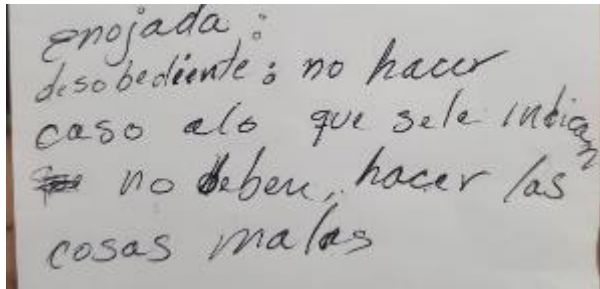 enojada:
desobediente: no hacer
caso alo que sele indican
no deben, hacer las
cosas malas